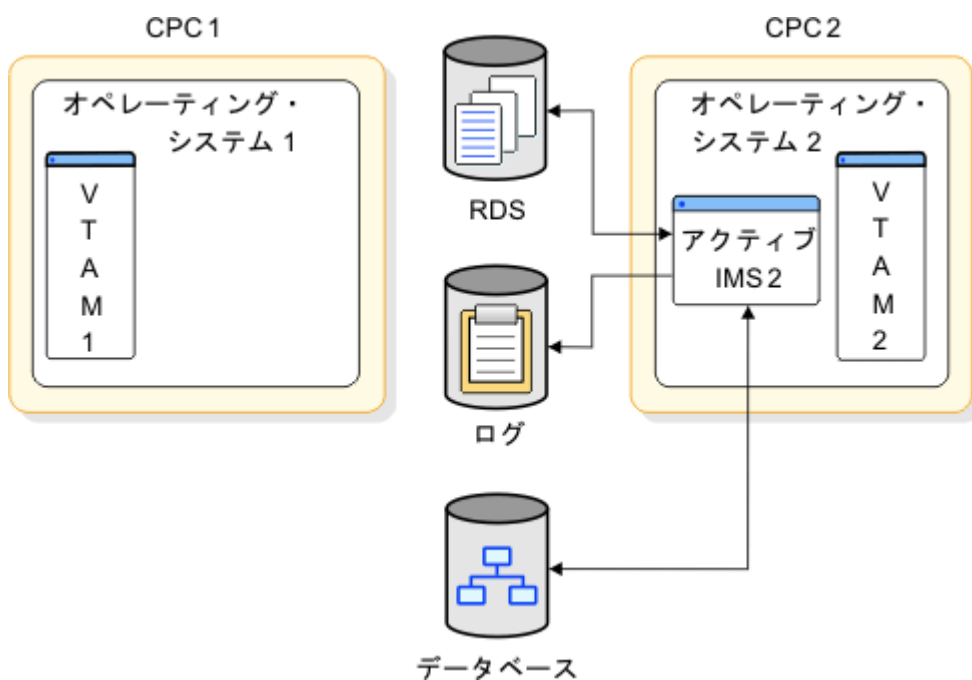 CPC 1
オペレーティング・
システム 1
V
T
A
M
1
RDS
ログ
データベース
CPC 2
オペレーティング・
システム 2
アクティブ
IMS 2
V
T
A
M
2